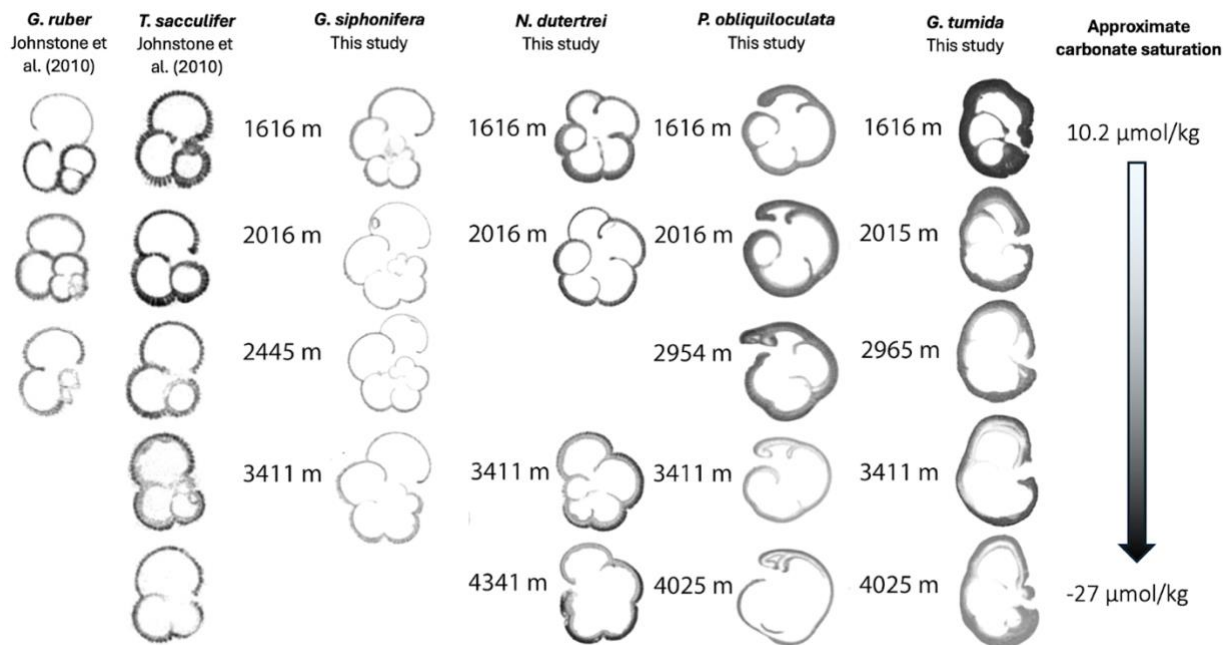 G. ruber
Johnstone et
al. (2010)
T. sacculifer
Johnstone et
al. (2010)
G. siphonifera
This study
N. dutertrei
This study
P. obliquiloculata
This study
G. tumida
This study
Approximate
carbonate saturation
1616 m
1616 m
1616 m
1616 m
10.2 µmol/kg
2016 m
2016 m
2016 m
2015 m
2445 m
2954 m
2965 m
3411 m
3411 m
3411 m
3411 m
4341 m
4025 m
4025 m
-27 µmol/kg